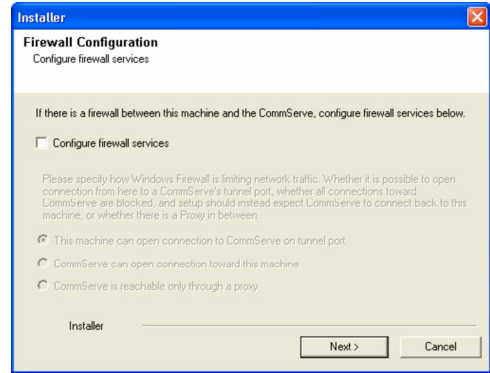 Installer
Firewall Configuration
Configure firewall services
If there is a firewall between this machine and the CommServe, configure firewall services below.
Configure firewall services
Please specify how Windows Firewall is limiting network traffic. Whether it is possible to open
connection from here to a CommServe's tunnel port, whether all connections toward
CommServe are blocked, and setup should instead expect CommServe to connect back to this
machine, or whether there is a Proxy in between.
This machine can open connection to CommServe on tunnel port
CommServe can open connection toward this machine
CommServe is reachable only through a proxy
Installer
Next > Cancel